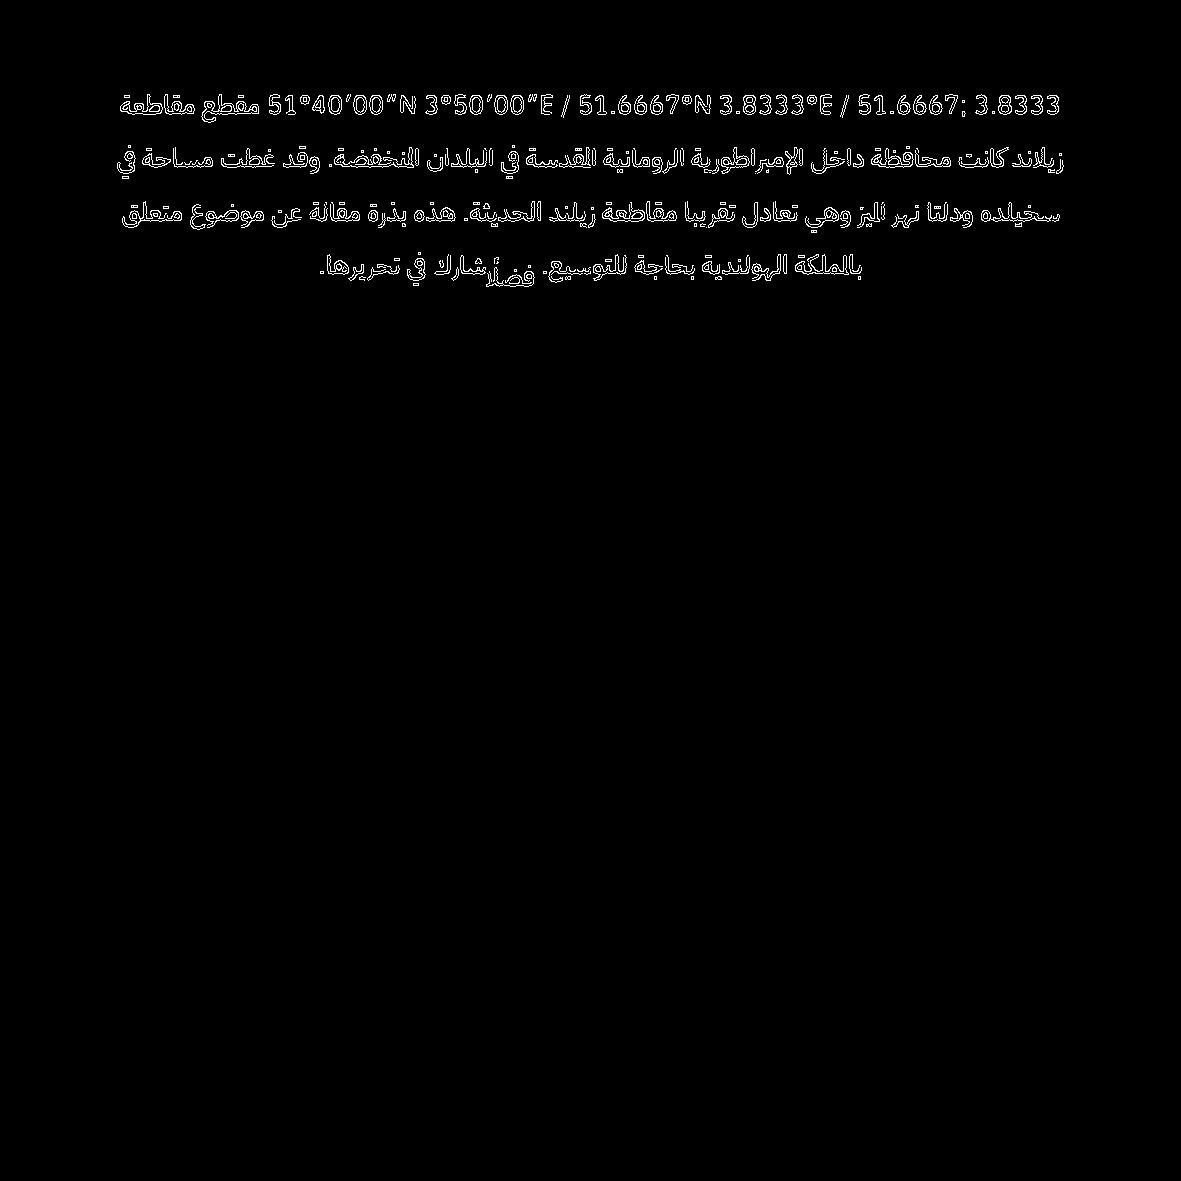 51°40′00″N 3°50′00″E / 51.6667°N 3.8333°E / 51.6667; 3.8333 مقطع مقاطعة
زيلاند كانت محافظة داخل الإمبراطورية الرومانية المقدسة في البلدان المنخفضة. وقد غطت مساحة في
سخيلده ودلتا نهر الميز وهي تعادل تقريبا مقاطعة زيلند الحديثة. هذه بذرة مقالة عن موضوع متعلق
بالملكة الهولندية بحاجة للتوسيع. فضلاً شارك في تحريرها.